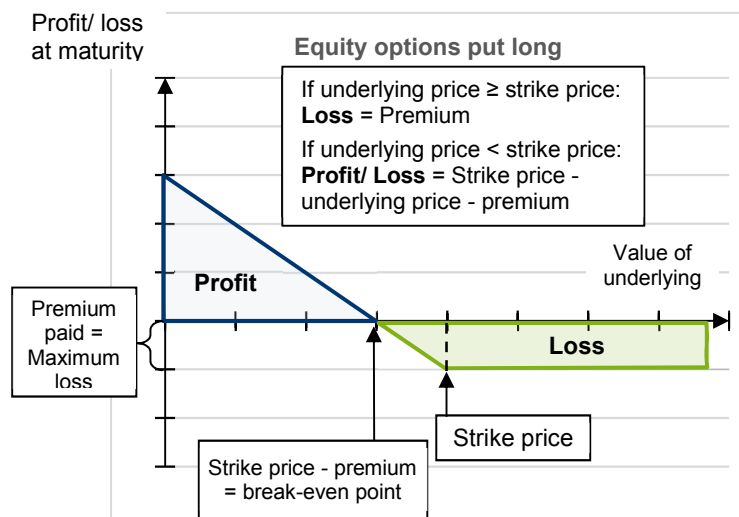 Profit/ loss
at maturity
Equity options put long
If underlying price ≥ strike price:
Loss = Premium
If underlying price < strike price:
Profit/ Loss = Strike price -
underlying price - premium
Value of
underlying
Profit
Premium
paid =
Maximum
loss
Loss
Strike price
Strike price - premium
= break-even point